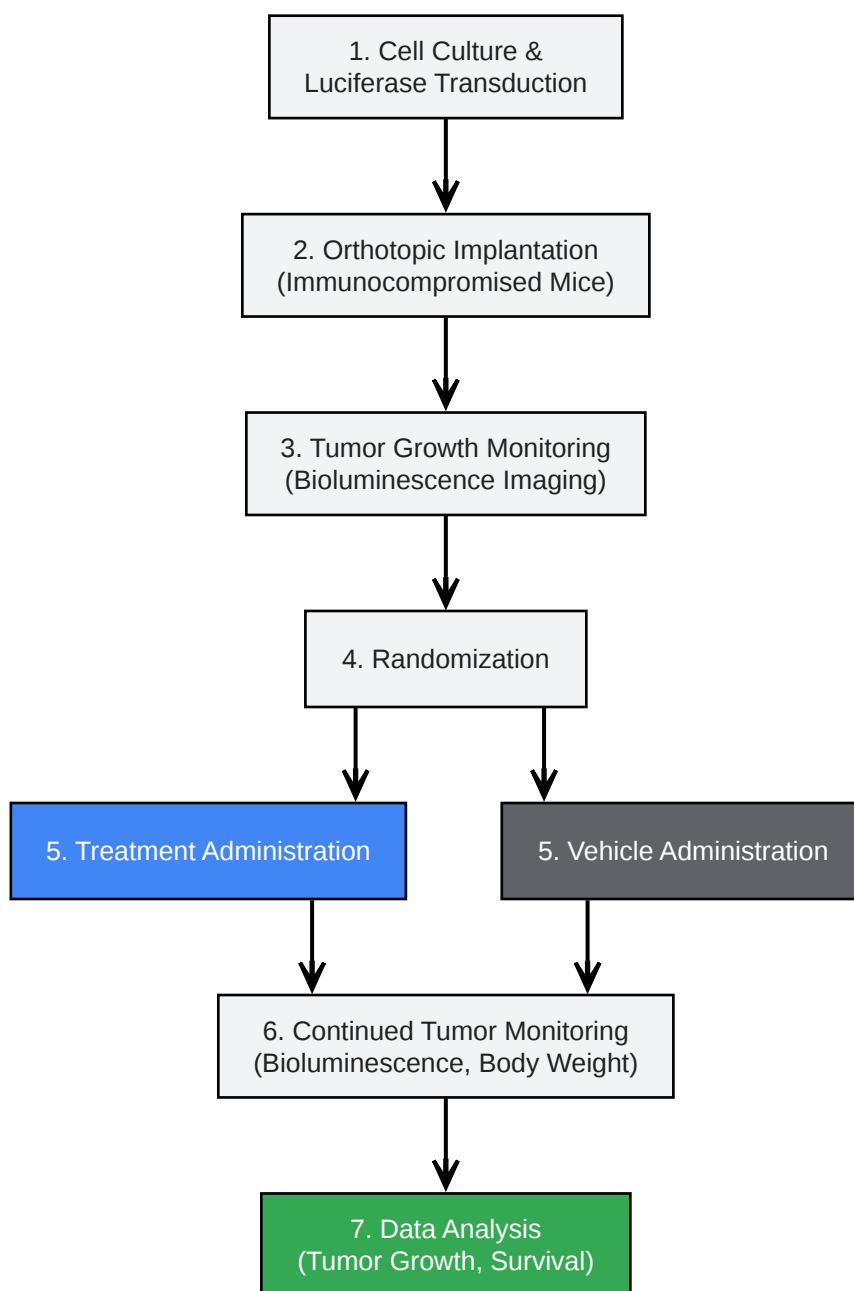 1. Cell Culture &
Luciferase Transduction
2. Orthotopic Implantation
(Immunocompromised Mice)
3. Tumor Growth Monitoring
(Bioluminescence Imaging)
4. Randomization
5. Treatment Administration
5. Vehicle Administration
6. Continued Tumor Monitoring
(Bioluminescence, Body Weight)
7. Data Analysis
(Tumor Growth, Survival)